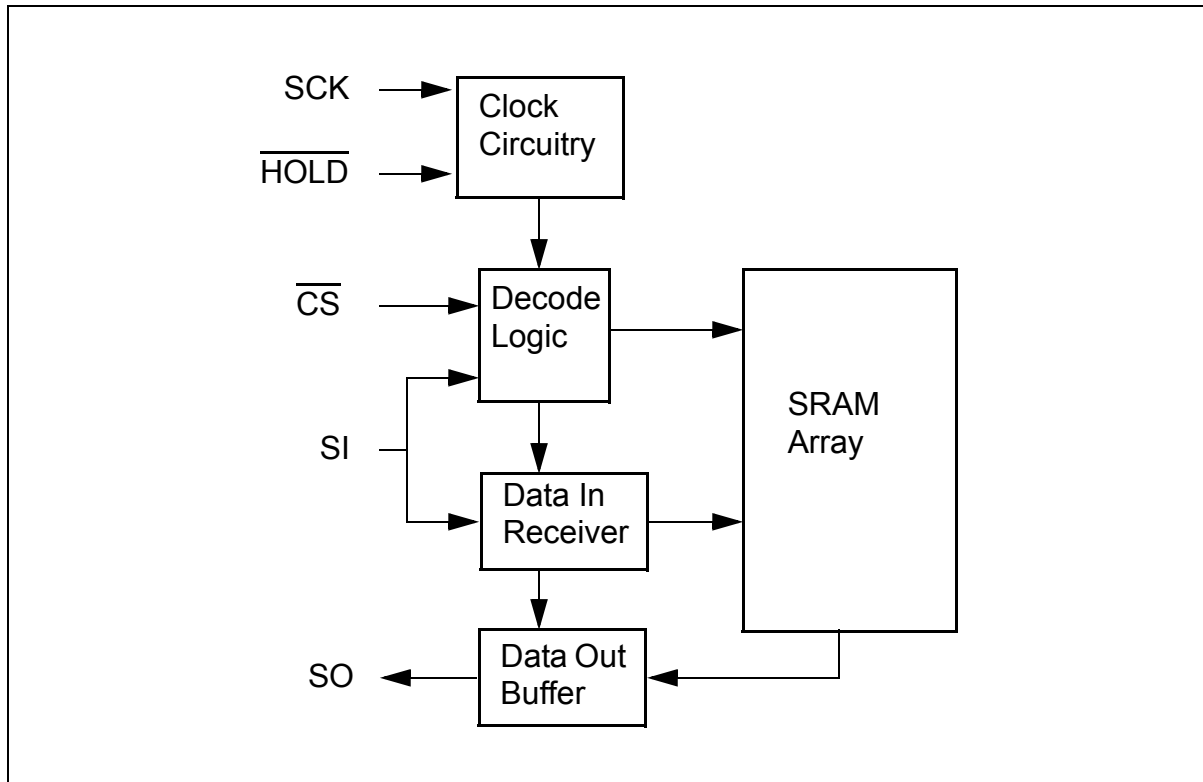 SCK
Clock
Circuitry
HOLD
CS
Decode
Logic
SI
SRAM
Array
Data In
Receiver
SO
Data Out
Buffer